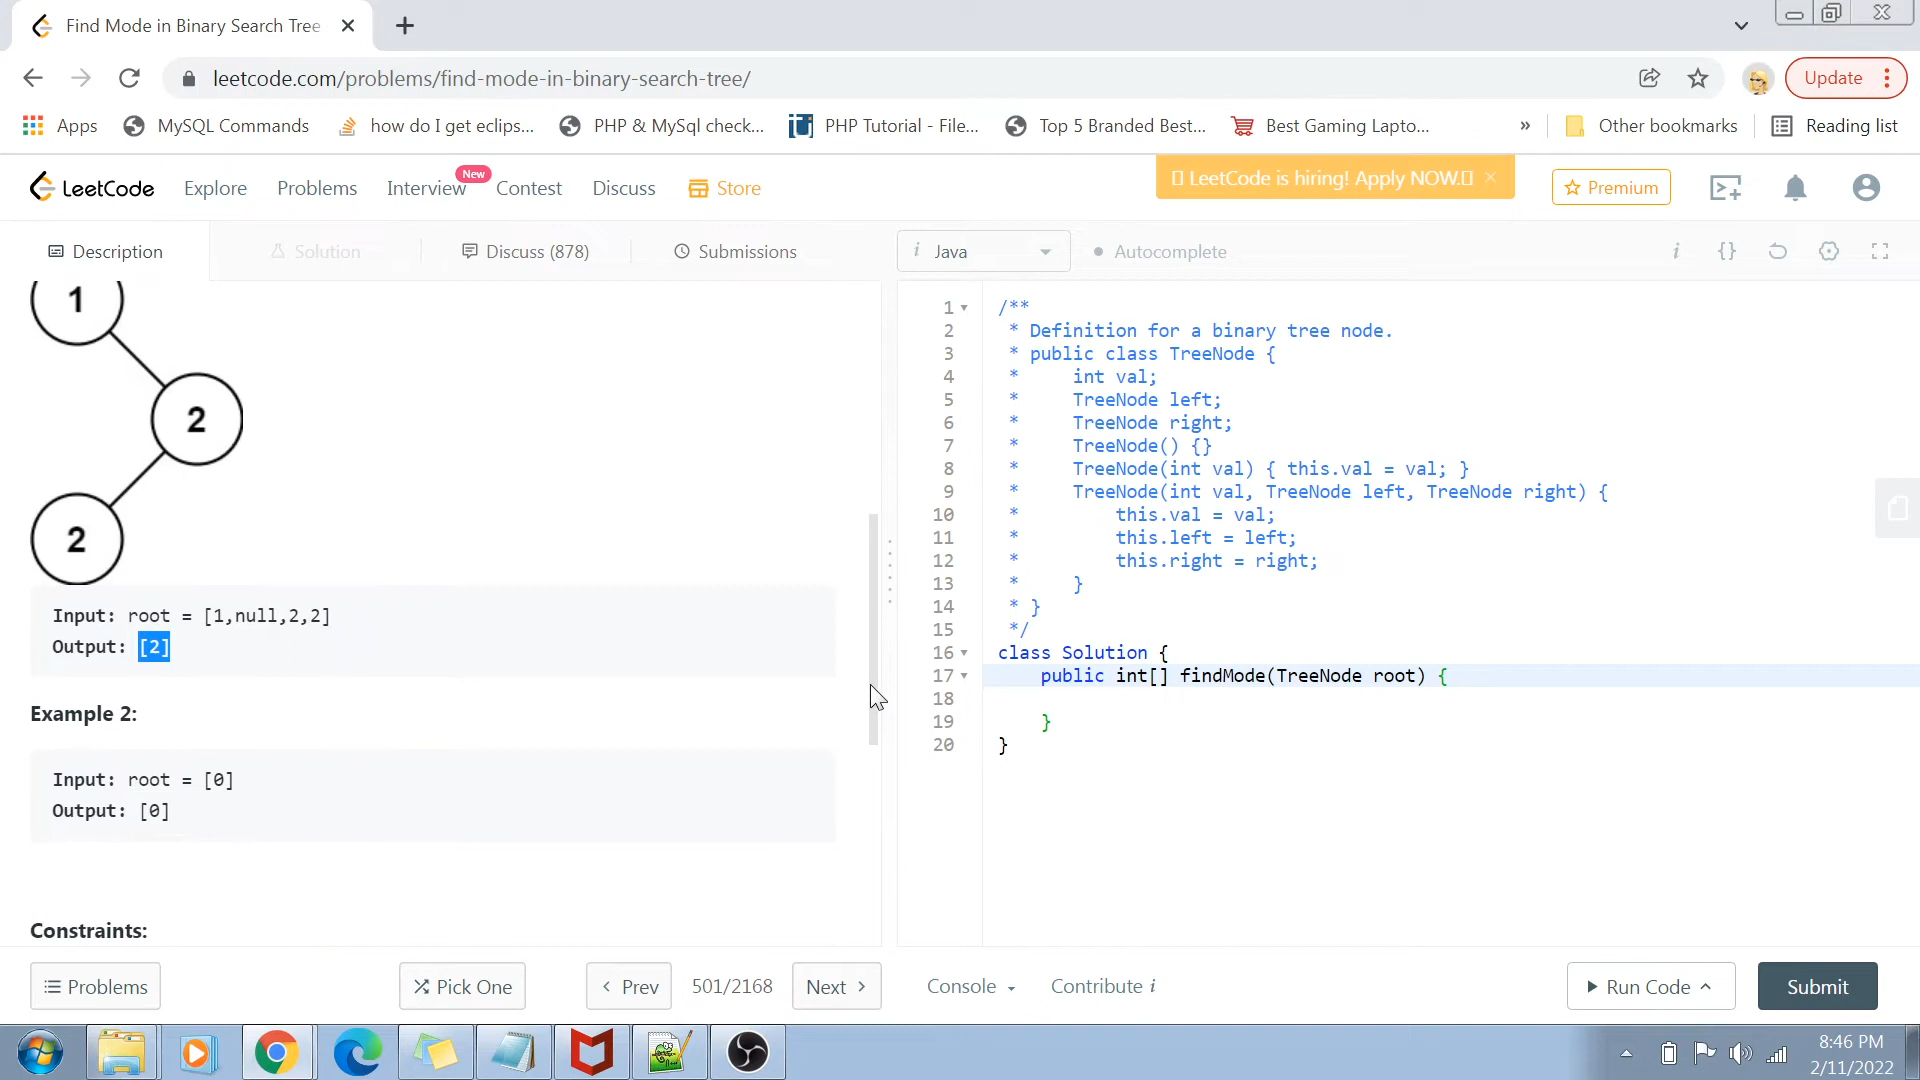 Find Mode in Binary Search Tree
leetcode.com/problems/find-mode-in-binary-search-tree/
Update
Apps
MySQL Commands
how do I get eclips...
PHP & MySql check...
PHP Tutorial - File...
Top 5 Branded Best...
Best Gaming Lapto...
»
Other bookmarks
Reading list
LeetCode
Explore
Problems
Interview
New
Contest
Discuss
Store
LeetCode is hiring! Apply NOW.
Premium
Description
Solution
Discuss (878)
Submissions
i Java
Autocomplete
i
{}
1
2
2
Input: root = [1,null,2,2]
Output: [2]
Example 2:
Input: root = [0]
Output: [0]
Constraints:
1 /**
2 * Definition for a binary tree node.
3 * public class TreeNode {
4 * int val;
5 * TreeNode left;
6 * TreeNode right;
7 * TreeNode() {}
8 * TreeNode(int val) { this.val = val; }
9 * TreeNode(int val, TreeNode left, TreeNode right) {
10 * this.val = val;
11 * this.left = left;
12 * this.right = right;
13 * }
14 * }
15 */
16 class Solution {
17 public int[] findMode(TreeNode root) {
18
19 }
20 }
Problems
Pick One
Prev
501/2168
Next
Console
Contribute i
Run Code
Submit
8:46 PM
2/11/2022